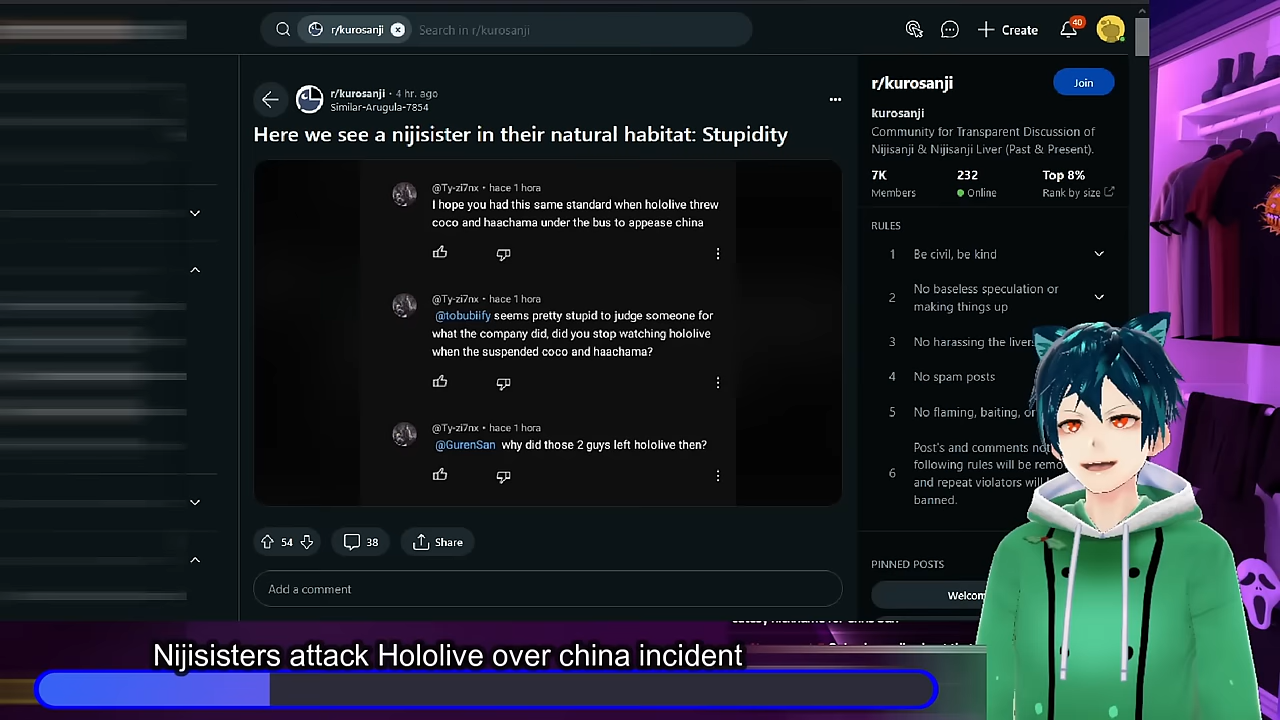 r/kurosanji
Search in r/kurosanji
Create
40
r/kurosanji • 4 hr. ago
Similar-Arugula-7854
Here we see a nijisister in their natural habitat: Stupidity
@Ty-zi7nx • hace 1 hora
I hope you had this same standard when hololive threw
coco and haachama under the bus to appease china
@Ty-zi7nx • hace 1 hora
@tobubiify seems pretty stupid to judge someone for
what the company did, did you stop watching hololive
when the suspended coco and haachama?
@Ty-zi7nx • hace 1 hora
@GurenSan why did those 2 guys left hololive then?
54
38
Share
Add a comment
r/kurosanji
Join
kurosanji
Community for Transparent Discussion of
Nijisanji & Nijisanji Liver (Past & Present).
7K
232
Top 8%
Members
Online
Rank by size
RULES
1 Be civil, be kind
2 No baseless speculation or
making things up
3 No harassing the livers
4 No spam posts
5 No flaming, baiting, or
Post's and comments not
following rules will be remo
6 and repeat violators will
banned.
PINNED POSTS
Welcom
Nijisisters attack Hololive over china incident